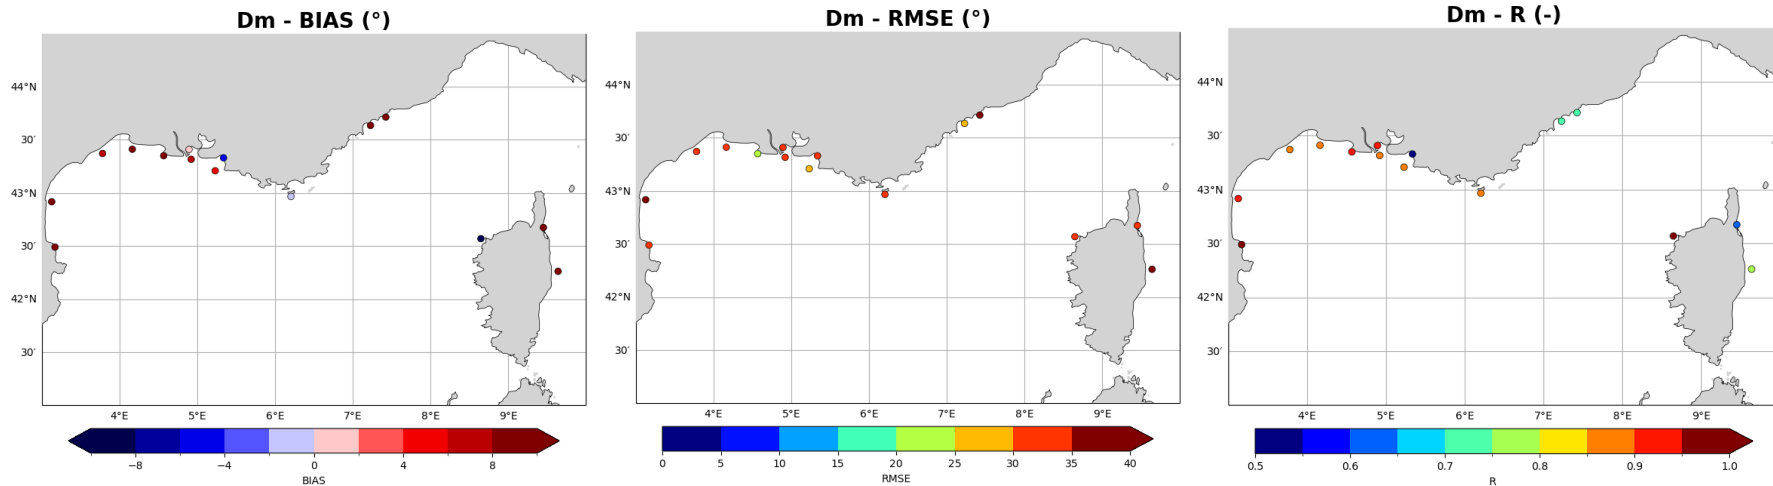 Dm - BIAS (°)
44°N
30′
43°N
30′
42°N
30′
4°E 5°E 6°E 7°E 8°E 9°E
−8 −4 0 4 8
BIAS
Dm - RMSE (°)
44°N
30′
43°N
30′
42°N
30′
4°E 5°E 6°E 7°E 8°E 9°E
0 5 10 15 20 25 30 35 40
RMSE
Dm - R (-)
44°N
30′
43°N
30′
42°N
30′
4°E 5°E 6°E 7°E 8°E 9°E
0.5 0.6 0.7 0.8 0.9 1.0
R